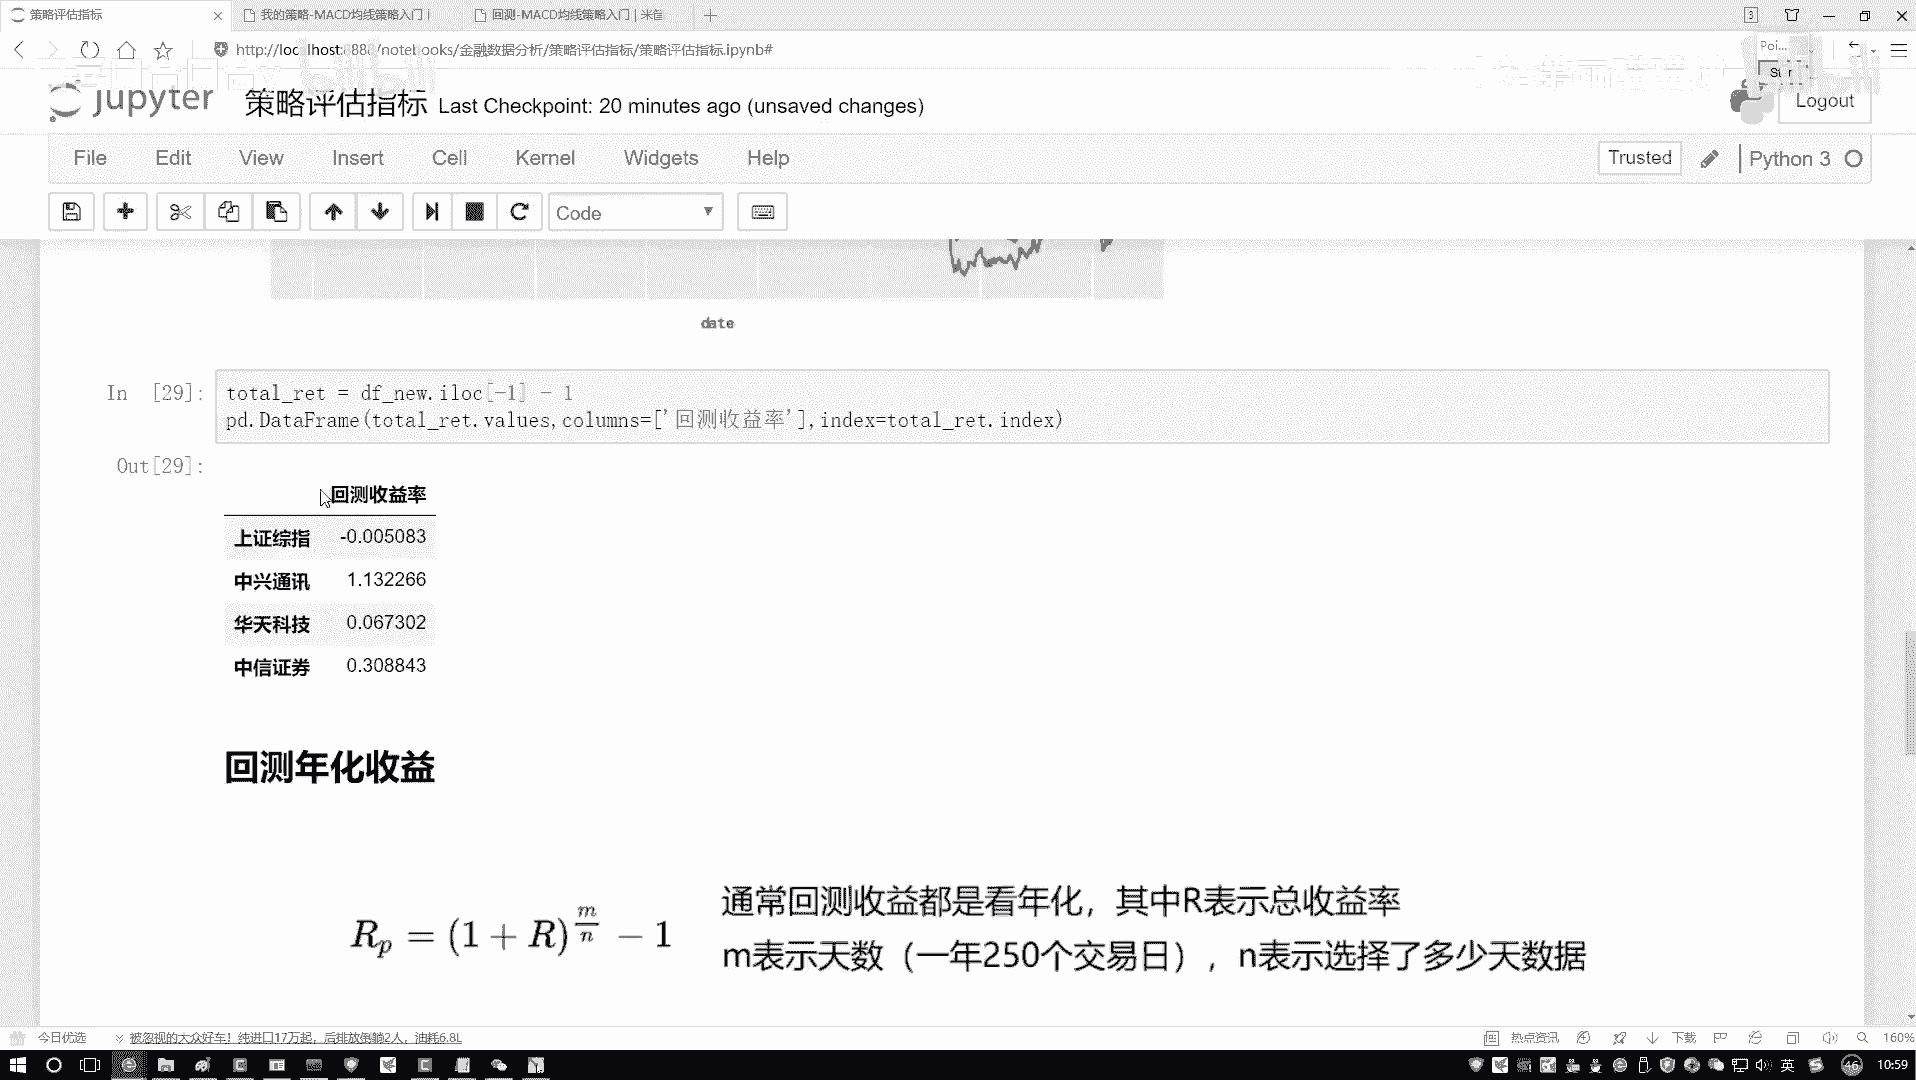 策略评估指标
我的策略-MACD均线策略入门
回测-MACD均线策略入门 | 米筐
http://localhost:8888/notebooks/金融数据分析/策略评估指标/策略评估指标.ipynb#
Poi...
jupyter 策略评估指标 Last Checkpoint: 20 minutes ago (unsaved changes)
Logout
File Edit View Insert Cell Kernel Widgets Help
Trusted Python 3
Code
date
In [29]: total_ret = df_new.iloc[-1] - 1
pd.DataFrame(total_ret.values,columns=['回测收益率'],index=total_ret.index)
Out[29]:
回测收益率
上证综指 -0.005083
中兴通讯 1.132266
华天科技 0.067302
中信证券 0.308843
回测年化收益
通常回测收益都是看年化，其中R表示总收益率
R_p = (1 + R)^{m/n} - 1
m表示天数（一年250个交易日），n表示选择了多少天数据
今日优选 被忽视的大众好车！纯进口17万起，后排放倒躺2人，油耗6.8L
热点资讯 下载 160%
英 46 10:59